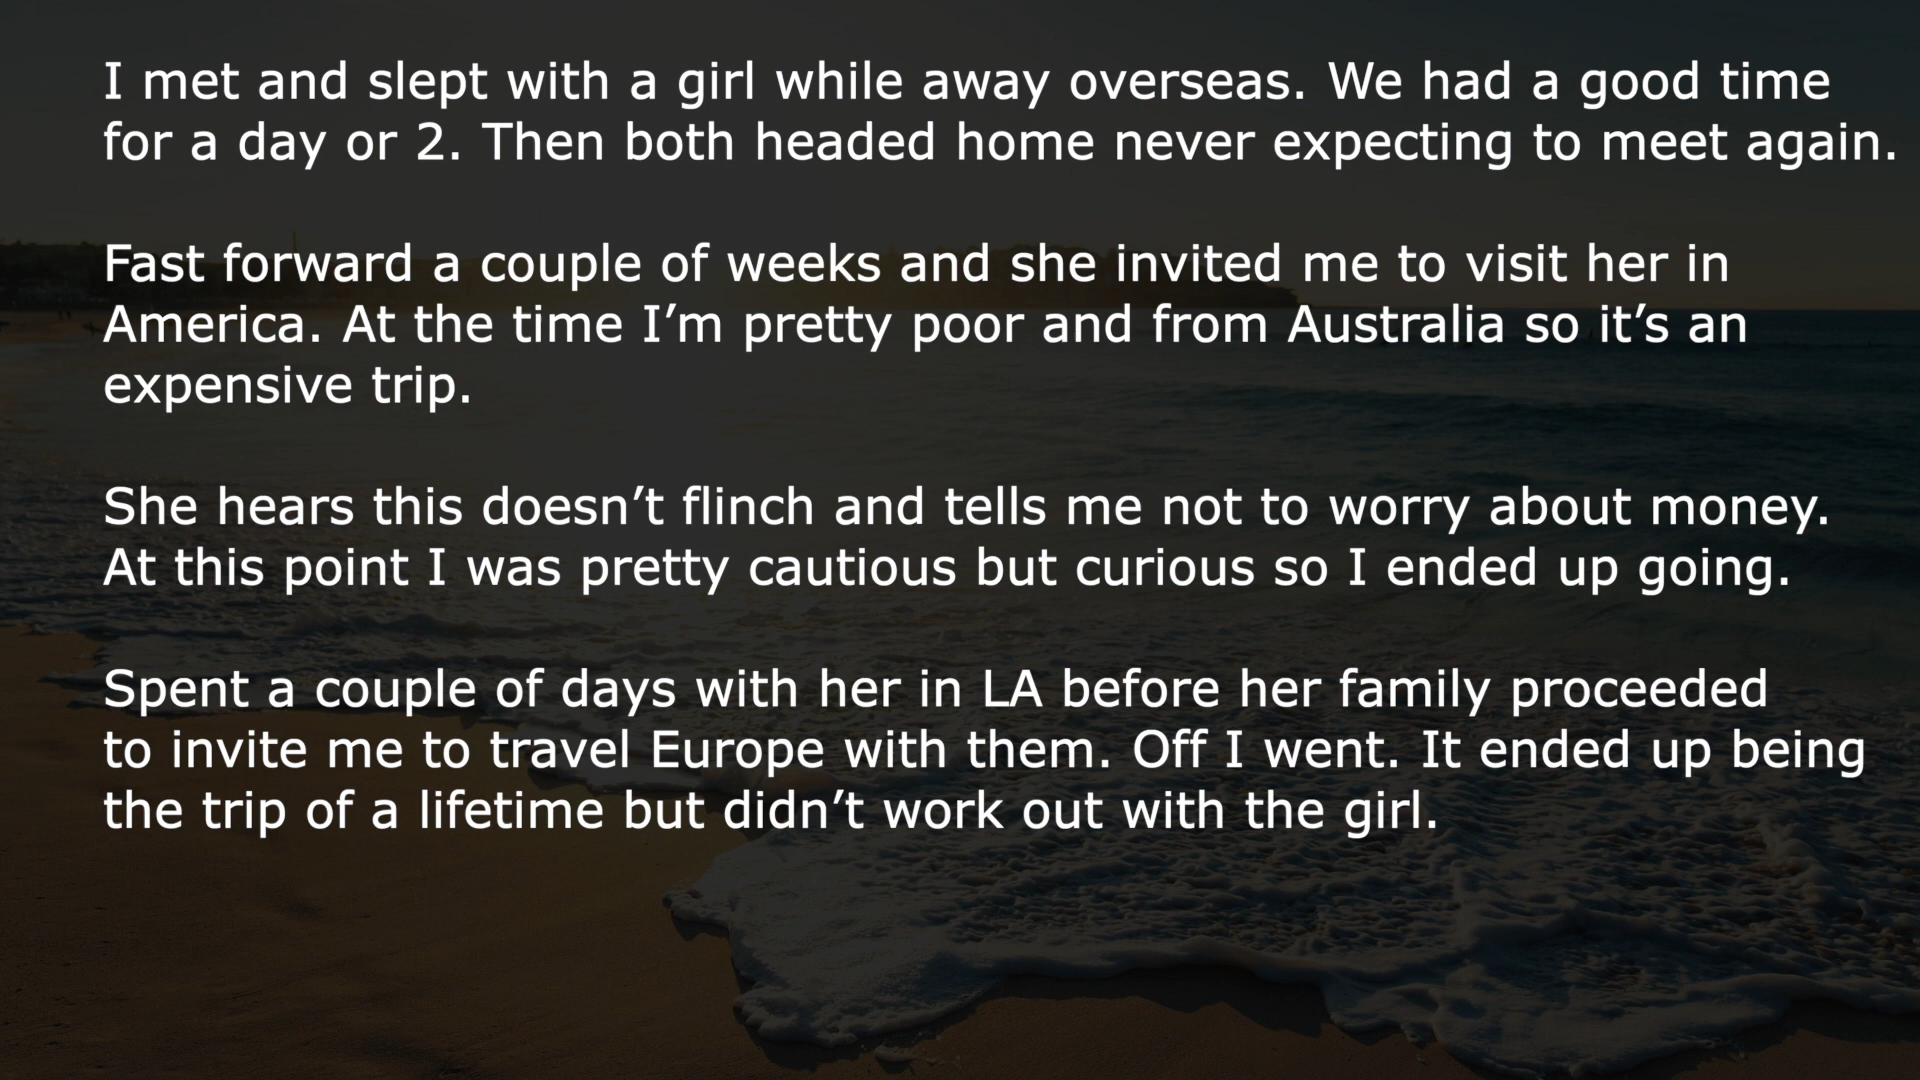 I met and slept with a girl while away overseas. We had a good time
for a day or 2. Then both headed home never expecting to meet again.
Fast forward a couple of weeks and she invited me to visit her in
America. At the time I’m pretty poor and from Australia so it’s an
expensive trip.
She hears this doesn’t flinch and tells me not to worry about money.
At this point I was pretty cautious but curious so I ended up going.
Spent a couple of days with her in LA before her family proceeded
to invite me to travel Europe with them. Off I went. It ended up being
the trip of a lifetime but didn’t work out with the girl.